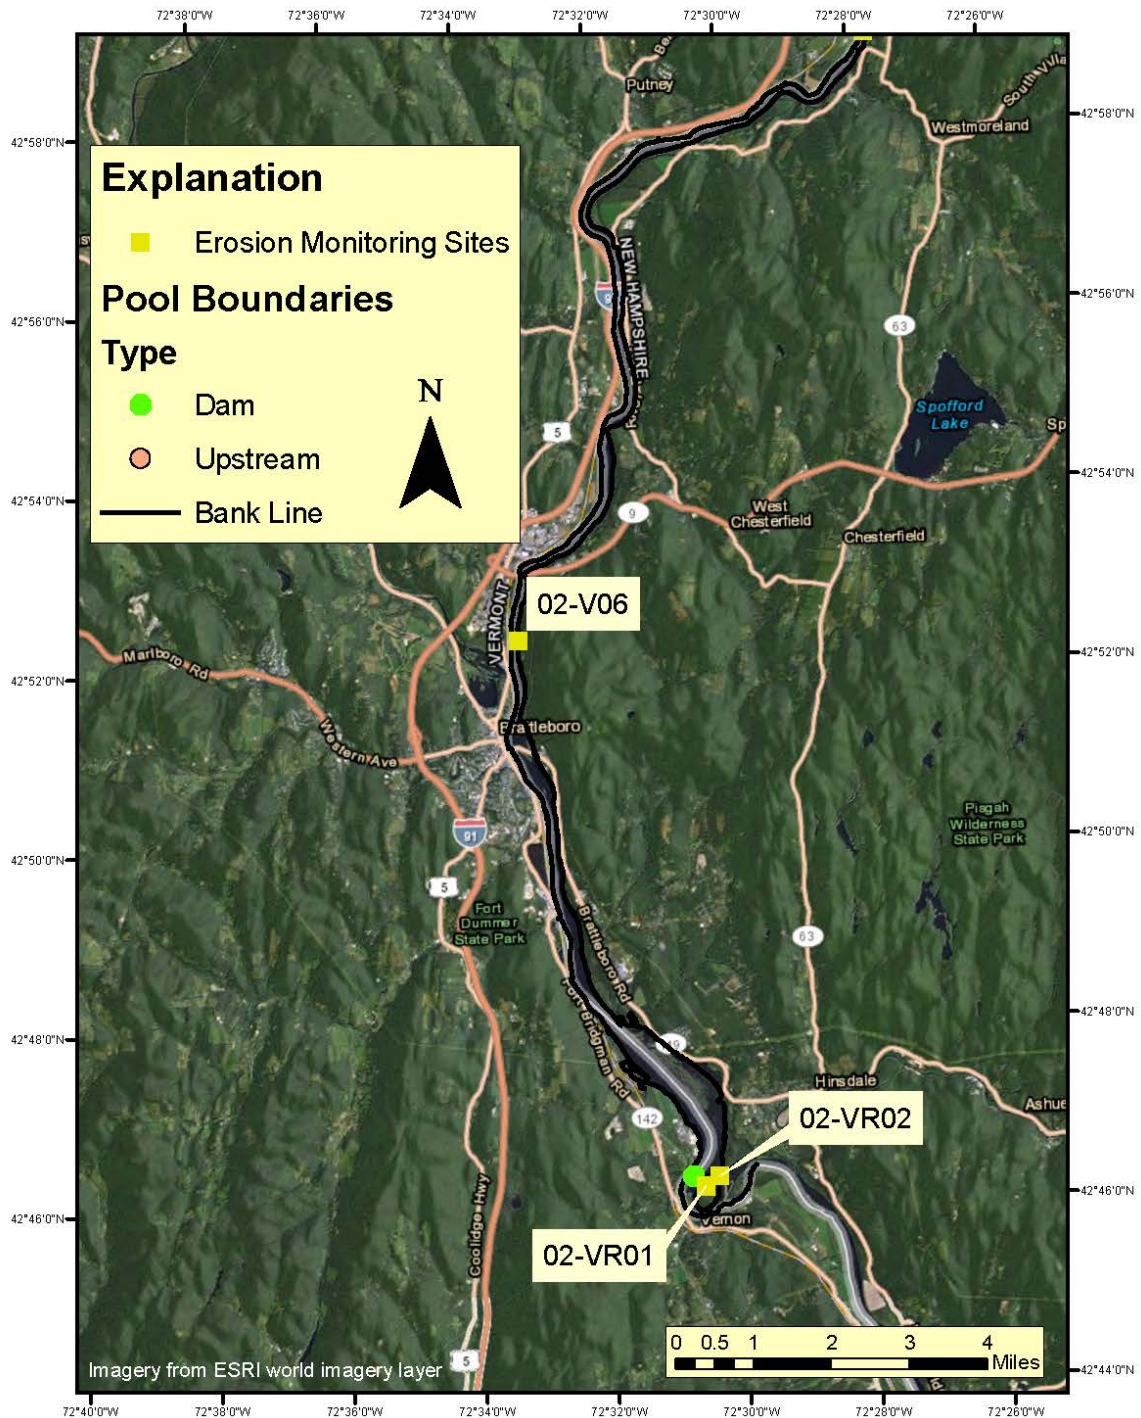 72°38'0"W 72°36'0"W 72°34'0"W 72°32'0"W 72°30'0"W 72°28'0"W 72°26'0"W
Putney
42°58'0"N
42°58'0"N
Westmoreland
Explanation
Erosion Monitoring Sites
Pool Boundaries
Type
Dam
Upstream
Bank Line
N
NEW HAMPSHIRE
42°56'0"N
42°56'0"N
63
5
Spofford
Lake
Sp
42°54'0"N
42°54'0"N
9
West
Chesterfield
Chesterfield
02-V06
VERMONT
42°52'0"N
42°52'0"N
Marlboro Rd
Western Ave
Brattleboro
91
42°50'0"N
42°50'0"N
Pisgah
Wilderness
State Park
5
Fort
Dummer
State Park
Brattleboro Rd
63
42°48'0"N
42°48'0"N
Fort Bridgman Rd
142
Hinsdale
Ashue
02-VR02
42°46'0"N
42°46'0"N
Vernon
02-VR01
Coolidge Hwy
5
0 0.5 1 2 3 4
Miles
Imagery from ESRI world imagery layer
42°44'0"N
72°40'0"W 72°38'0"W 72°36'0"W 72°34'0"W 72°32'0"W 72°30'0"W 72°28'0"W 72°26'0"W